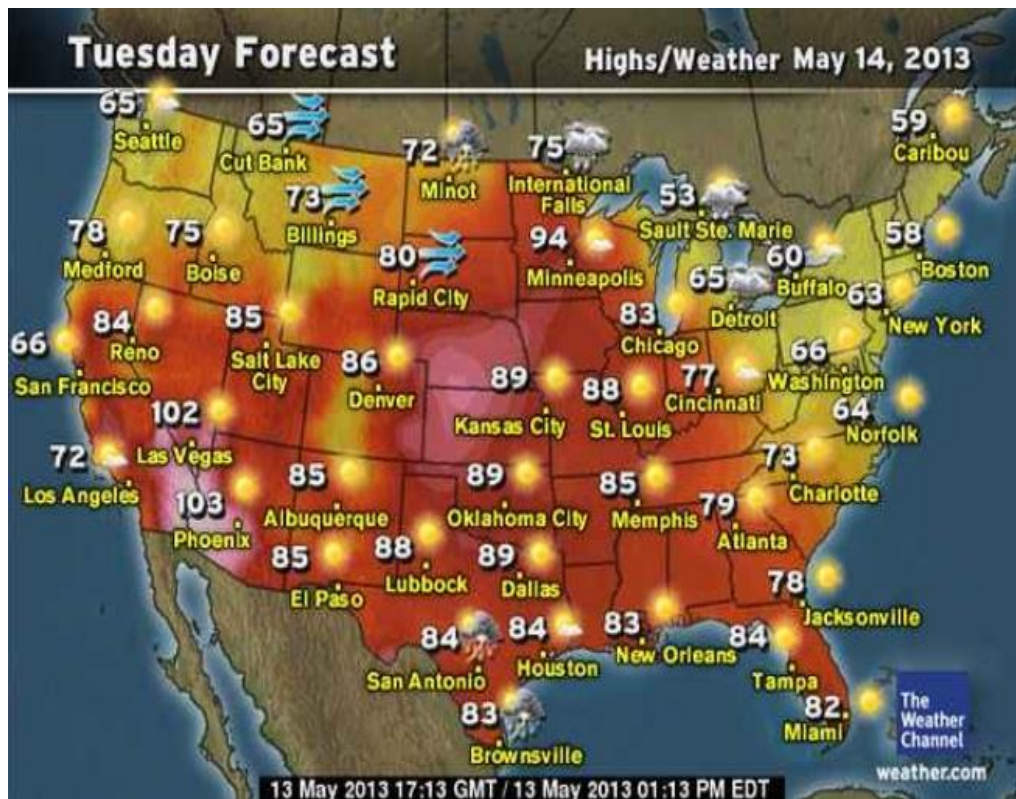 Tuesday Forecast
Highs/Weather May 14, 2013
65
Seattle
65
Cut Bank
72
Minot
75
International
Falls
59
Caribou
73
Billings
53
Sault Ste. Marie
78
Medford
75
Boise
80
Rapid City
94
Minneapolis
65
Detroit
60
Buffalo
58
Boston
63
New York
66
San Francisco
84
Reno
85
Salt Lake
City
86
Denver
83
Chicago
89
Kansas City
88
St. Louis
77
Cincinnati
66
Washington
64
Norfolk
102
Las Vegas
72
Los Angeles
103
Phoenix
85
Albuquerque
89
Oklahoma City
85
Memphis
73
Charlotte
79
Atlanta
85
El Paso
88
Lubbock
89
Dallas
78
Jacksonville
84
San Antonio
84
Houston
83
New Orleans
84
Tampa
83
Brownsville
82
Miami
The
Weather
Channel
weather.com
13 May 2013 17:13 GMT / 13 May 2013 01:13 PM EDT